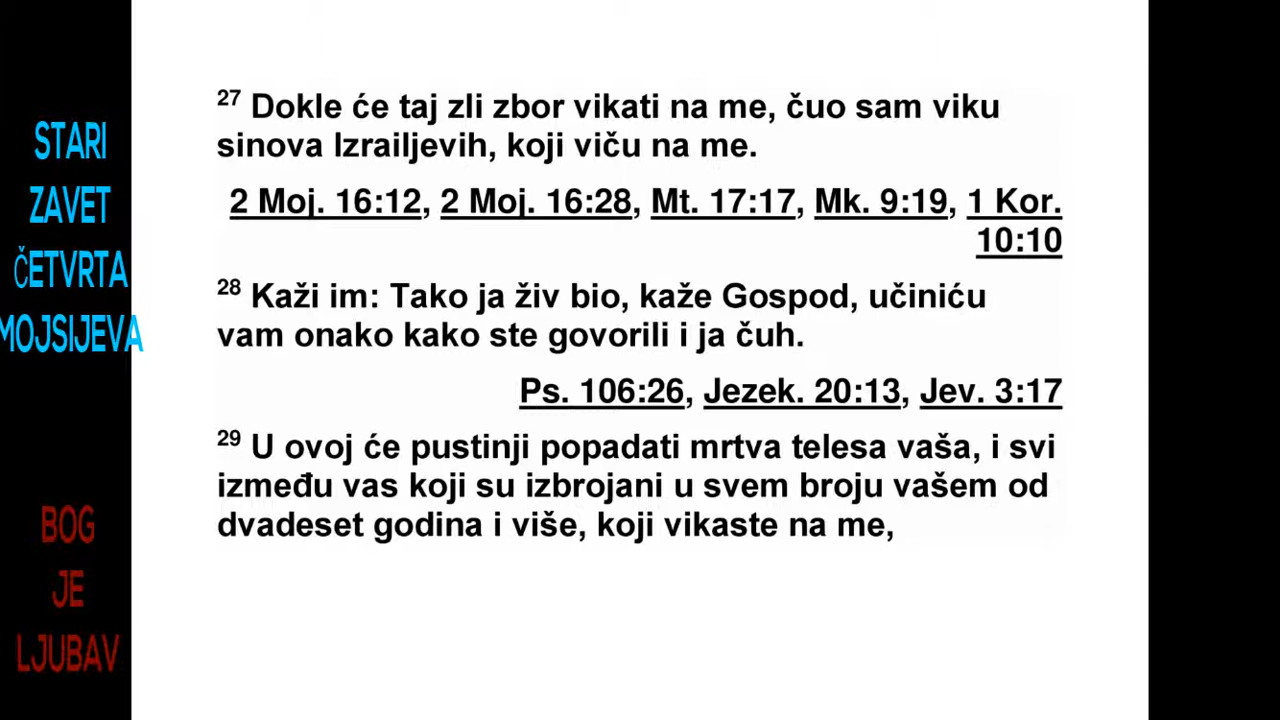 STARI
ZAVET
ČETVRTA
MOJSIJEVA
BOG
JE
LJUBAV
27 Dokle će taj zli zbor vikati na me, čuo sam viku
sinova Izrailjevih, koji viču na me.
2 Moj. 16:12, 2 Moj. 16:28, Mt. 17:17, Mk. 9:19, 1 Kor.
10:10
28 Kaži im: Tako ja živ bio, kaže Gospod, učiniću
vam onako kako ste govorili i ja čuh.
Ps. 106:26, Jezek. 20:13, Jev. 3:17
29 U ovoj će pustinji popadati mrtva telesa vaša, i svi
između vas koji su izbrojani u svem broju vašem od
dvadeset godina i više, koji vikaste na me,